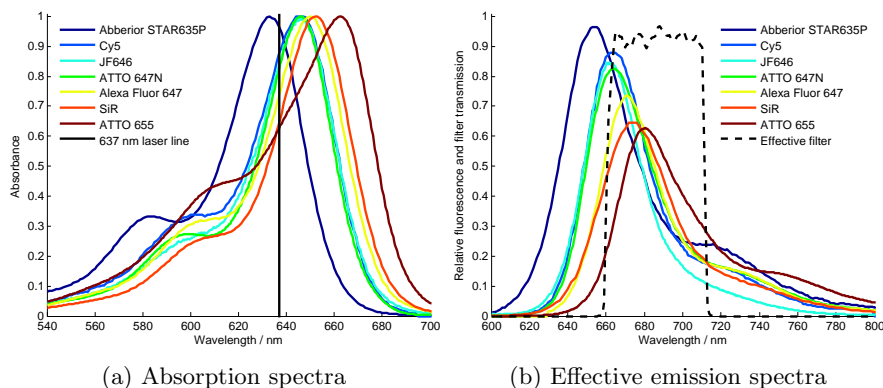 Absorbance
1
0.9
0.8
0.7
0.6
0.5
0.4
0.3
0.2
0.1
0
540
560
580
600
620
640
660
680
700
Wavelength / nm
Abberior STAR635P
Cy5
JF646
ATTO 647N
Alexa Fluor 647
SiR
ATTO 655
637 nm laser line
(a) Absorption spectra
Relative fluorescence and filter transmission
1
0.9
0.8
0.7
0.6
0.5
0.4
0.3
0.2
0.1
0
600
620
640
660
680
700
720
740
760
780
800
Wavelength / nm
Abberior STAR635P
Cy5
JF646
ATTO 647N
Alexa Fluor 647
SiR
ATTO 655
Effective filter
(b) Effective emission spectra